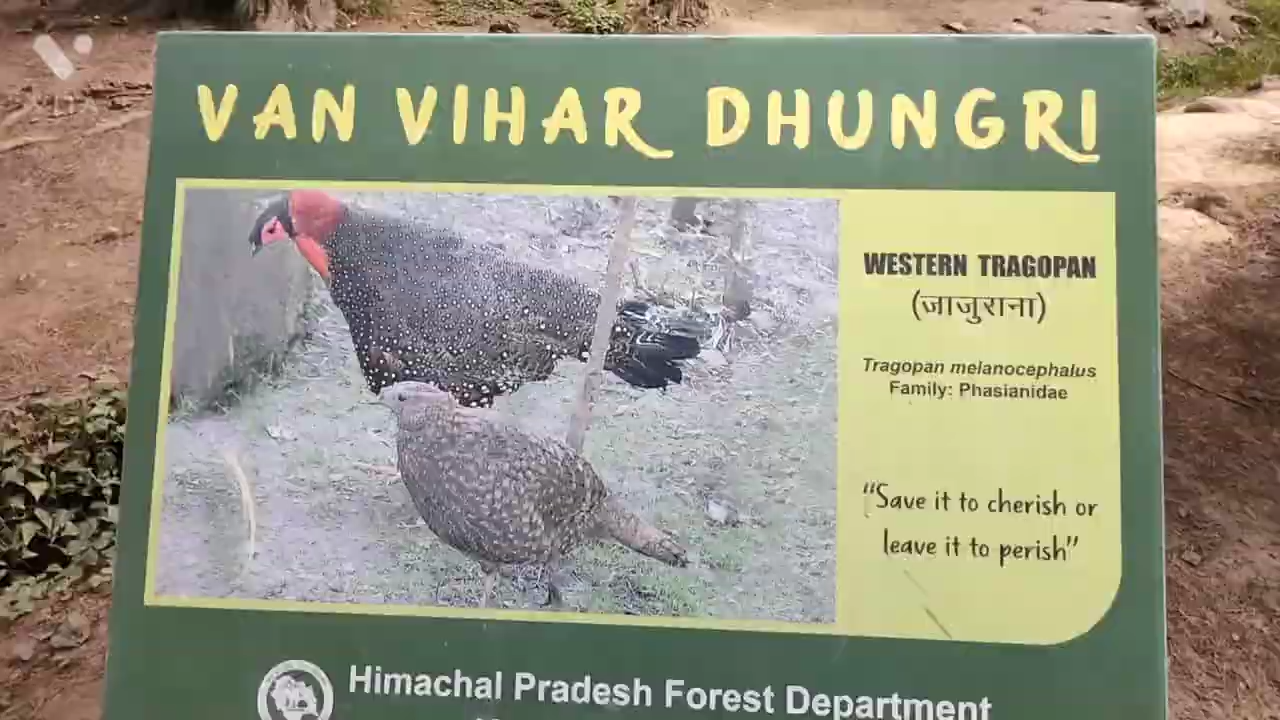 VAN VIHAR DHUNGRI
WESTERN TRAGOPAN
(जाजुराना)
Tragopan melanocephalus
Family: Phasianidae
“Save it to cherish or
leave it to perish”
Himachal Pradesh Forest Department